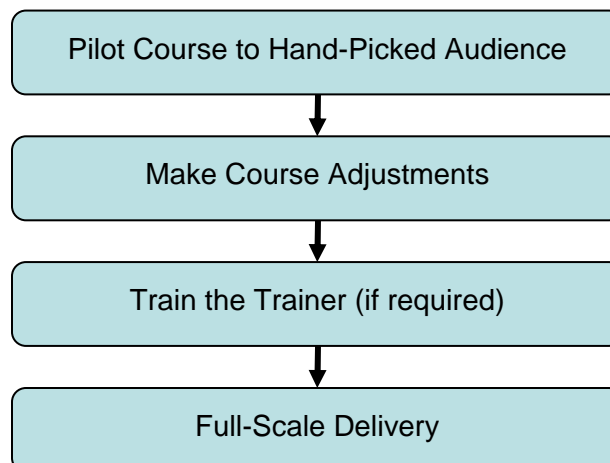 Pilot Course to Hand-Picked Audience
Make Course Adjustments
Train the Trainer (if required)
Full-Scale Delivery